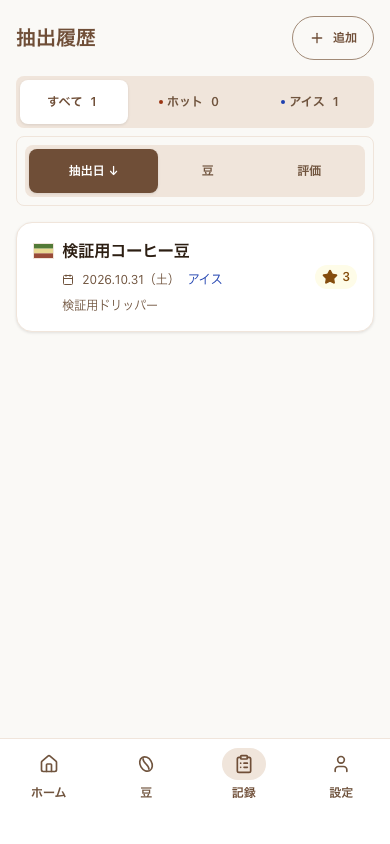 抽出履歴
+ 追加
すべて 1
• ホット 0
• アイス 1
抽出日 ↓
豆
評価
検証用コーヒー豆
2026.10.31（土） アイス
★ 3
検証用ドリッパー
ホーム
豆
記録
設定